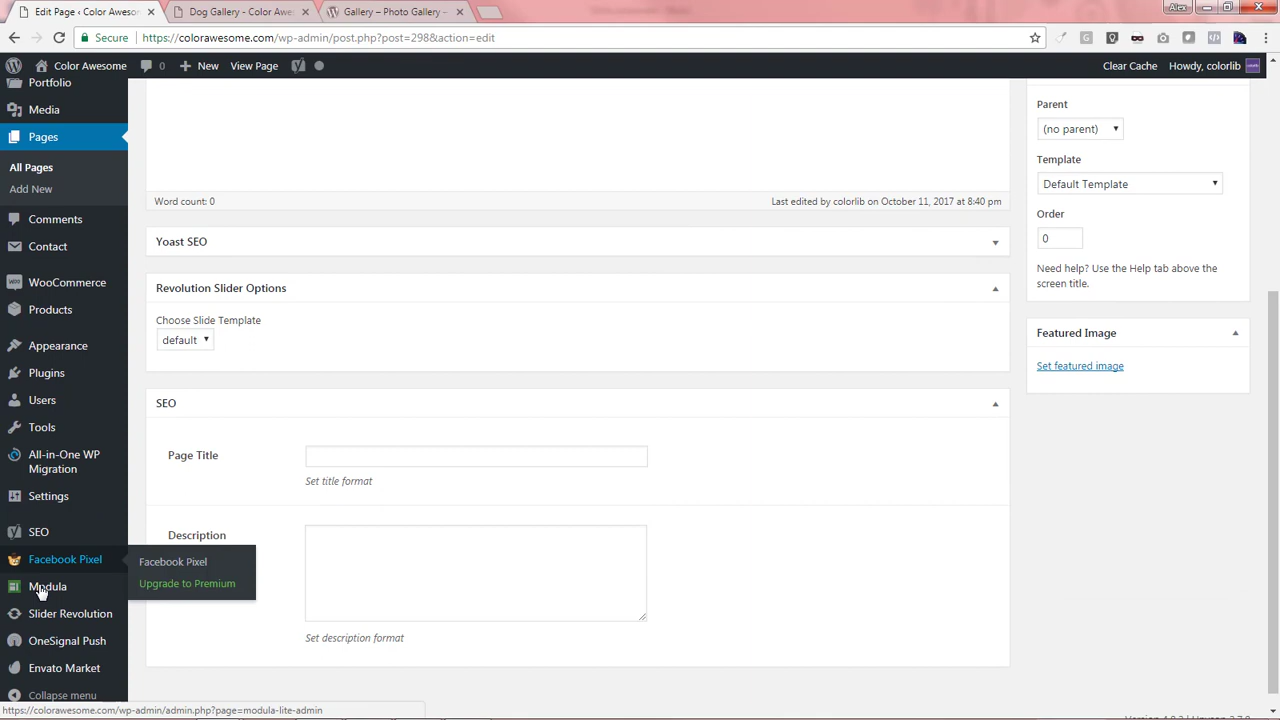 Edit Page ‹ Color Aweso
Dog Gallery - Color Awe
Gallery – Photo Gallery –
Alex
Secure
https://colorawesome.com/wp-admin/post.php?post=298&action=edit
Color Awesome
0
New
View Page
Clear Cache
Howdy, colorlib
Portfolio
Media
Pages
All Pages
Add New
Comments
Contact
WooCommerce
Products
Appearance
Plugins
Users
Tools
All-in-One WP
Migration
Settings
SEO
Facebook Pixel
Modula
Slider Revolution
OneSignal Push
Envato Market
Collapse menu
Facebook Pixel
Upgrade to Premium
Word count: 0
Last edited by colorlib on October 11, 2017 at 8:40 pm
Yoast SEO
Revolution Slider Options
Choose Slide Template
default
SEO
Page Title
Set title format
Description
Set description format
Parent
(no parent)
Template
Default Template
Order
0
Need help? Use the Help tab above the
screen title.
Featured Image
Set featured image
https://colorawesome.com/wp-admin/admin.php?page=modula-lite-admin